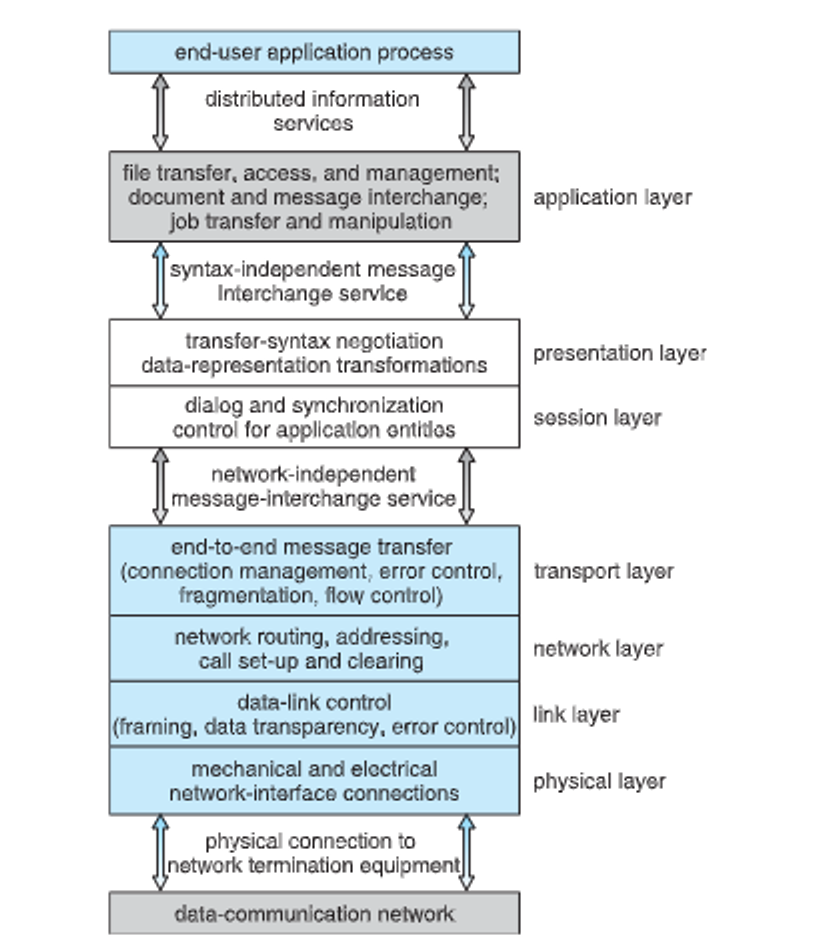 end-user application process
distributed information
services
file transfer, access, and management;
document and message interchange;
job transfer and manipulation
application layer
syntax-independent message
interchange service
transfer-syntax negotiation
data-representation transformations
presentation layer
dialog and synchronization
control for application entities
session layer
network-independent
message-interchange service
end-to-end message transfer
(connection management, error control,
fragmentation, flow control)
transport layer
network routing, addressing,
call set-up and clearing
network layer
data-link control
(framing, data transparency, error control)
link layer
mechanical and electrical
network-interface connections
physical layer
physical connection to
network termination equipment
data-communication network